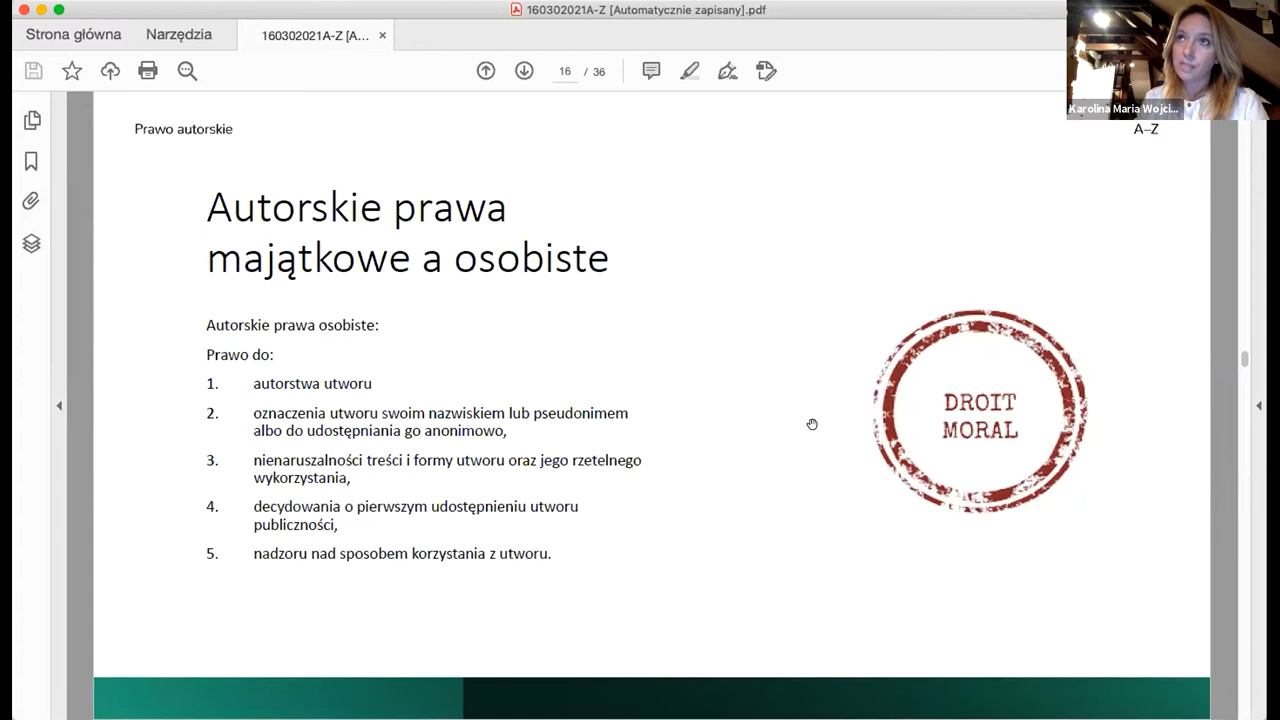 160302021A-Z [Automatycznie zapisany].pdf
Strona główna Narzędzia 160302021A-Z [A... ×
16 / 36
Karolina Maria Wojci...
Prawo autorskie A–Z
Autorskie prawa
majątkowe a osobiste
Autorskie prawa osobiste:
Prawo do:
1. autorstwa utworu
2. oznaczenia utworu swoim nazwiskiem lub pseudonimem
albo do udostępniania go anonimowo,
3. nienaruszalności treści i formy utworu oraz jego rzetelnego
wykorzystania,
4. decydowania o pierwszym udostępnieniu utworu
publiczności,
5. nadzoru nad sposobem korzystania z utworu.
DROIT
MORAL